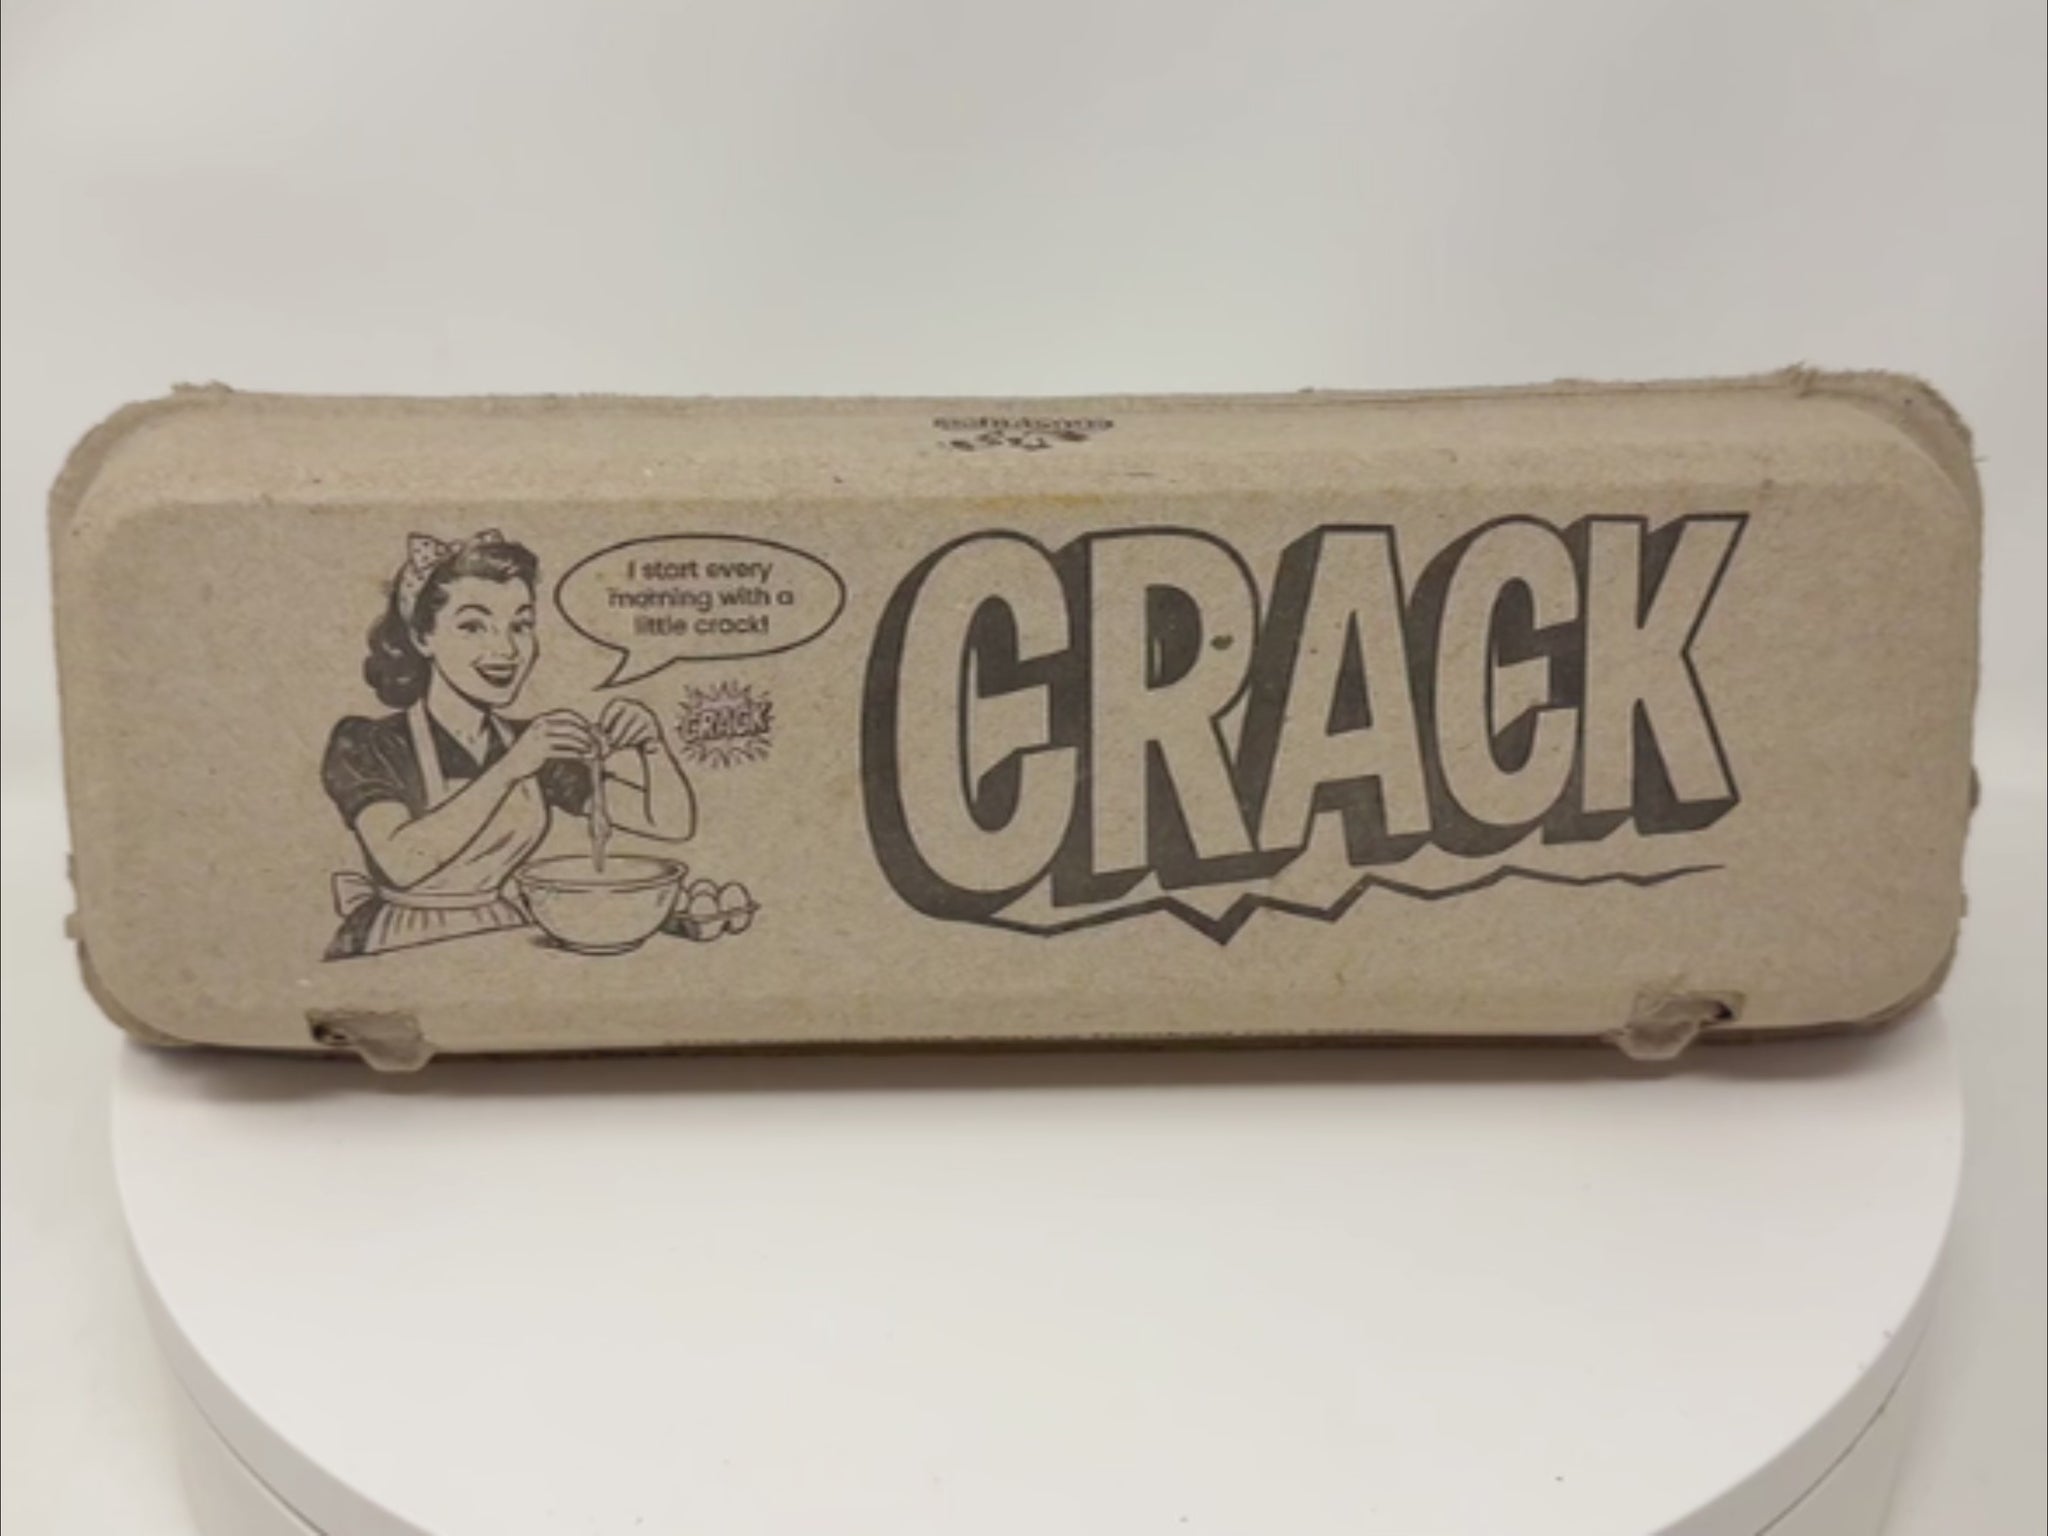 I start every
morning with a
little crack!
CRACK
CRACK